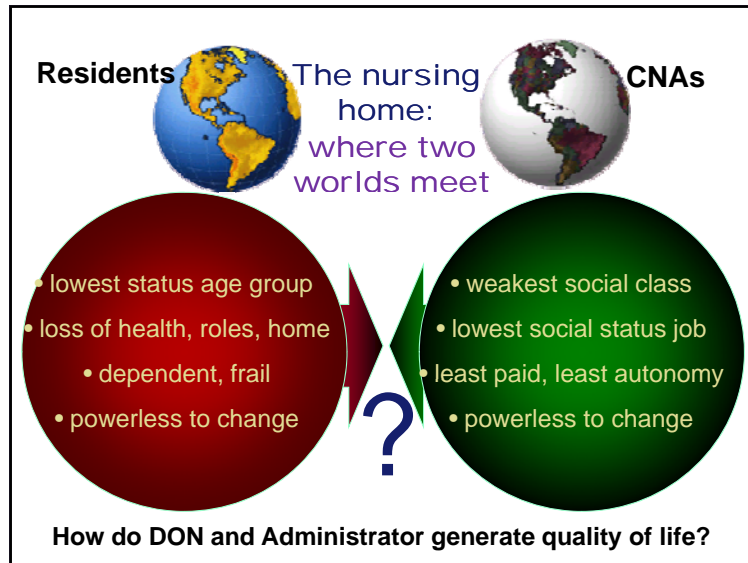 Residents
The nursing
home:
where two
worlds meet
CNAs
• lowest status age group
• loss of health, roles, home
• dependent, frail
• powerless to change
• weakest social class
• lowest social status job
• least paid, least autonomy
• powerless to change
?
How do DON and Administrator generate quality of life?